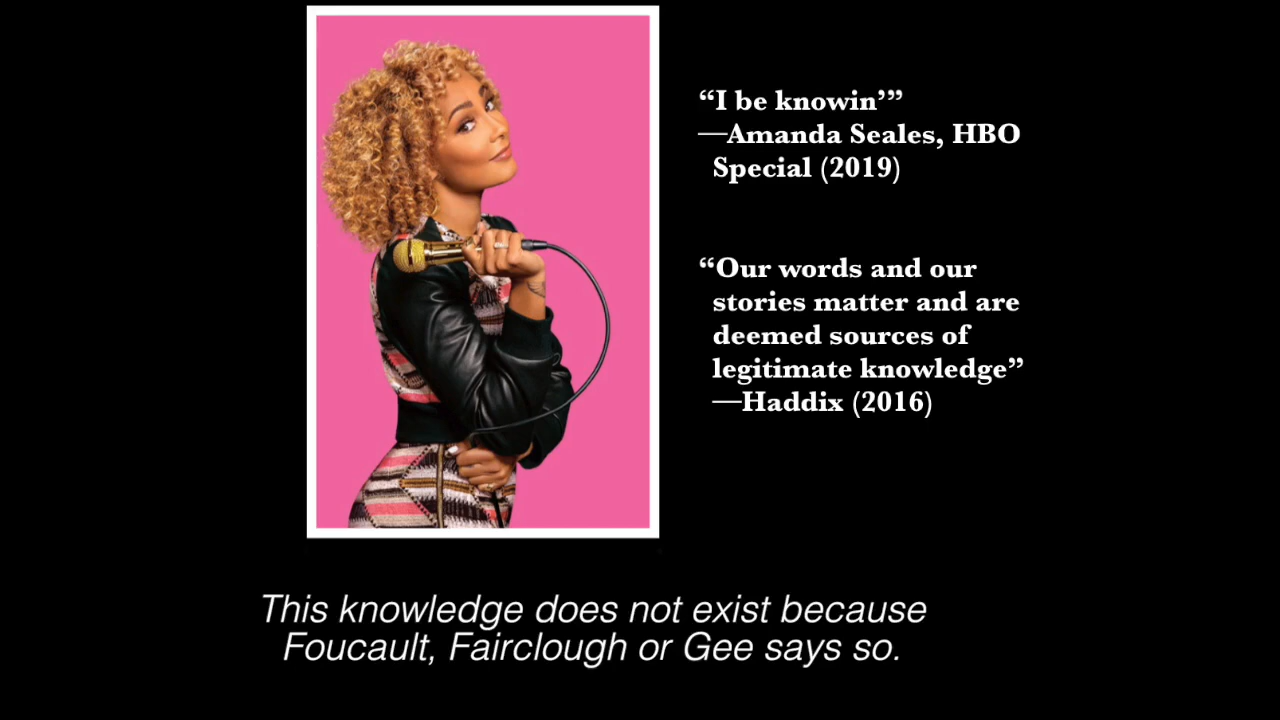 “I be knowin’”
—Amanda Seales, HBO
Special (2019)
“Our words and our
stories matter and are
deemed sources of
legitimate knowledge”
—Haddix (2016)
This knowledge does not exist because
Foucault, Fairclough or Gee says so.